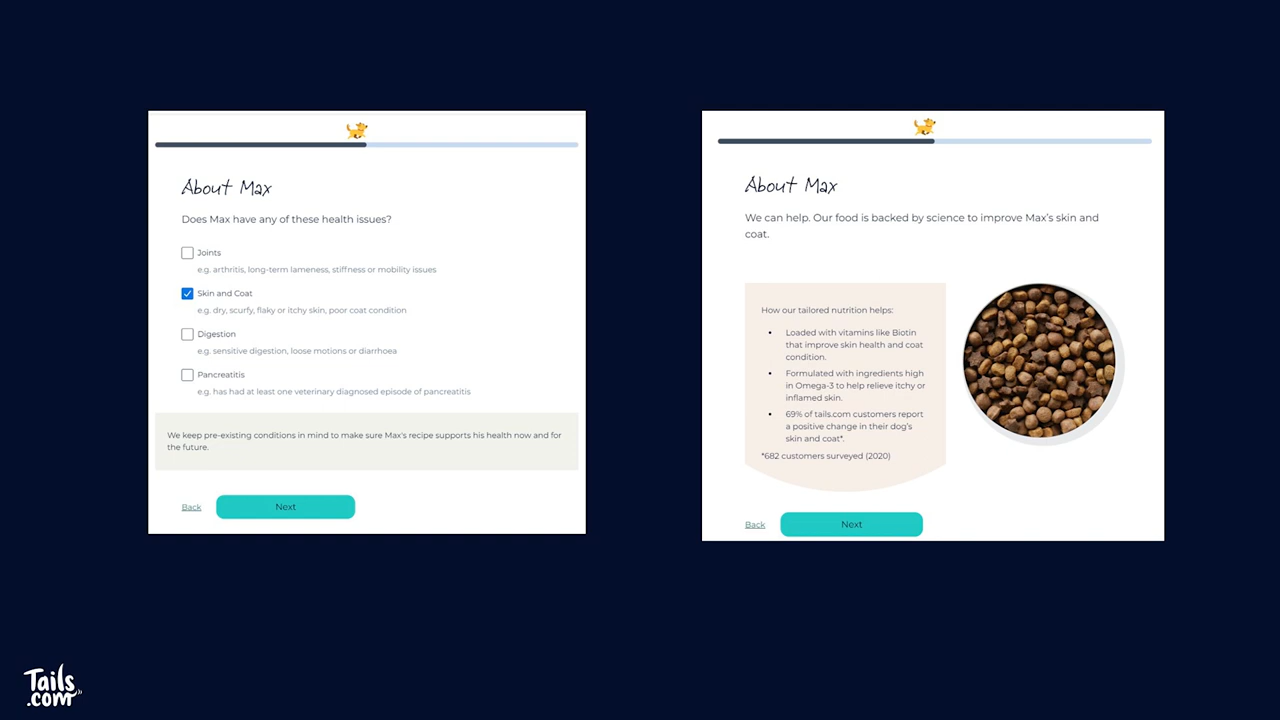 About Max
Does Max have any of these health issues?
Joints
e.g. arthritis, long-term lameness, stiffness or mobility issues
Skin and Coat
e.g. dry, scurfy, flaky or itchy skin, poor coat condition
Digestion
e.g. sensitive digestion, loose motions or diarrhoea
Pancreatitis
e.g. has had at least one veterinary diagnosed episode of pancreatitis
We keep pre-existing conditions in mind to make sure Max's recipe supports his health now and for
the future.
Back
Next
About Max
We can help. Our food is backed by science to improve Max's skin and
coat.
How our tailored nutrition helps:
• Loaded with vitamins like Biotin
that improve skin health and coat
condition.
• Formulated with ingredients high
in Omega-3 to help relieve itchy or
inflamed skin.
• 69% of tails.com customers report
a positive change in their dog's
skin and coat*.
*682 customers surveyed (2020)
Back
Next
Tails
.com